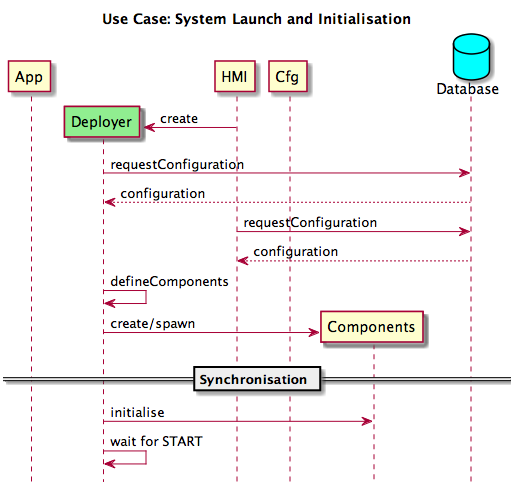 Use Case: System Launch and Initialisation
App
HMI
Cfg
Database
Deployer
create
requestConfiguration
configuration
requestConfiguration
configuration
defineComponents
create/spawn
Components
Synchronisation
initialise
wait for START